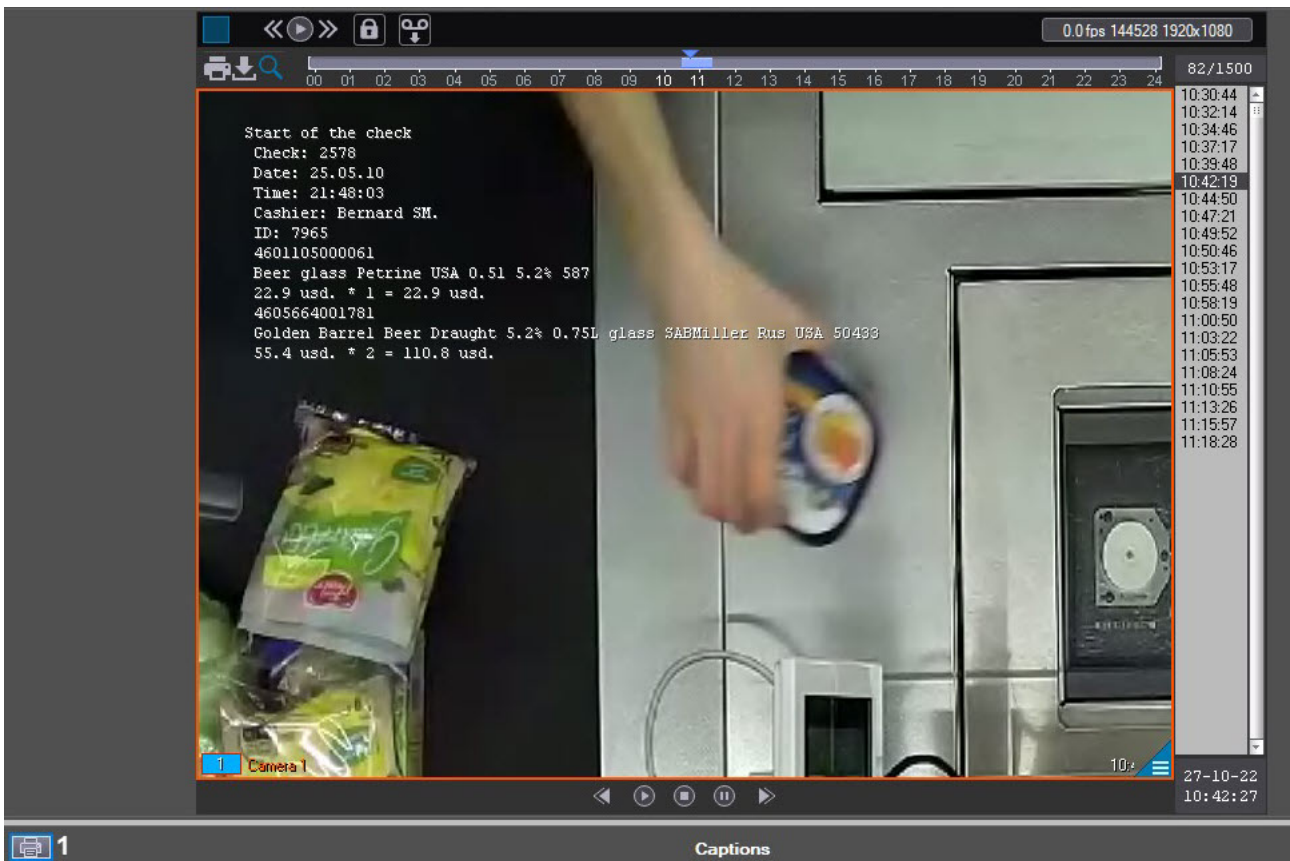 0.0 fps 144528 1920x1080
00 01 02 03 04 05 06 07 08 09 10 11 12 13 14 15 16 17 18 19 20 21 22 23 24
82/1500
Start of the check
Check: 2578
Date: 25.05.10
Time: 21:48:03
Cashier: Bernard SM.
ID: 7965
4601105000061
Beer glass Petrine USA 0.5l 5.2% 587
22.9 usd. * 1 = 22.9 usd.
4605664001781
Golden Barrel Beer Draught 5.2% 0.75L glass SABMiller Rus USA 50433
55.4 usd. * 2 = 110.8 usd.
10:30:44
10:32:14
10:34:46
10:37:17
10:39:48
10:42:19
10:44:50
10:47:21
10:49:52
10:50:46
10:53:17
10:55:48
10:58:19
11:00:50
11:03:22
11:05:53
11:08:24
11:10:55
11:13:26
11:15:57
11:18:28
1 Camera 1
10:
27-10-22
10:42:27
1
Captions